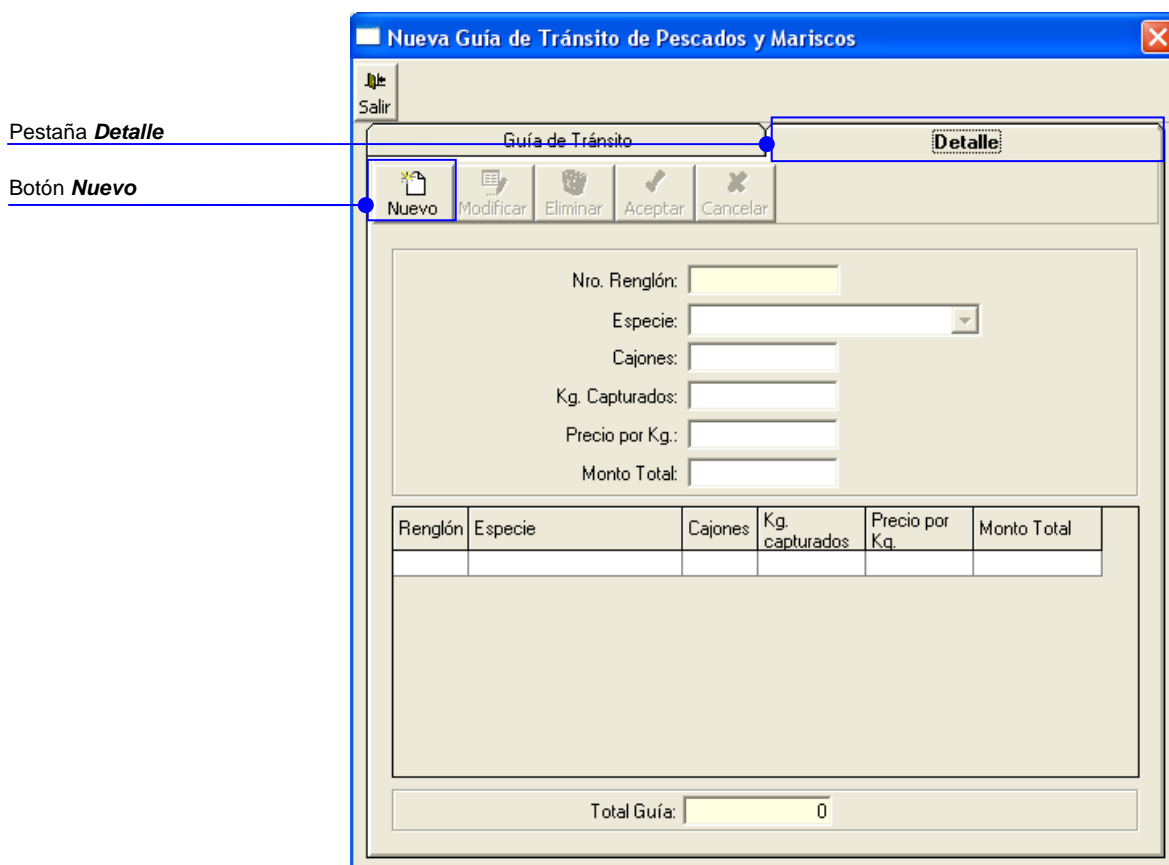 Nueva Guía de Tránsito de Pescados y Mariscos
Salir
Pestaña Detalle
Guía de Tránsito
Detalle
Botón Nuevo
Nuevo
Modificar
Eliminar
Aceptar
Cancelar
Nro. Renglón:
Especie:
Cajones:
Kg. Capturados:
Precio por Kg.:
Monto Total:
Renglón
Especie
Cajones
Kg.
capturados
Precio por
Kg.
Monto Total
Total Guía: 0